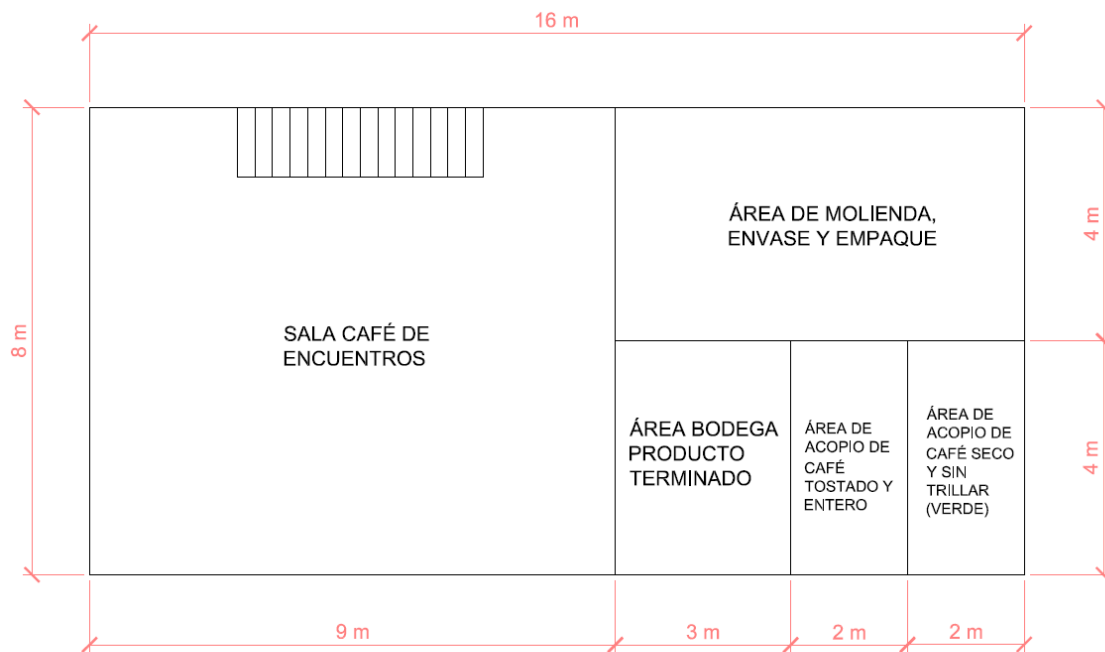 16 m
ÁREA DE MOLIENDA,
ENVASE Y EMPAQUE
4 m
8 m
SALA CAFÉ DE
ENCUENTROS
ÁREA BODEGA
PRODUCTO
TERMINADO
ÁREA DE
ACOPIO DE
CAFÉ
TOSTADO Y
ENTERO
ÁREA DE
ACOPIO DE
CAFÉ SECO
Y SIN
TRILLAR
(VERDE)
4 m
9 m
3 m
2 m
2 m